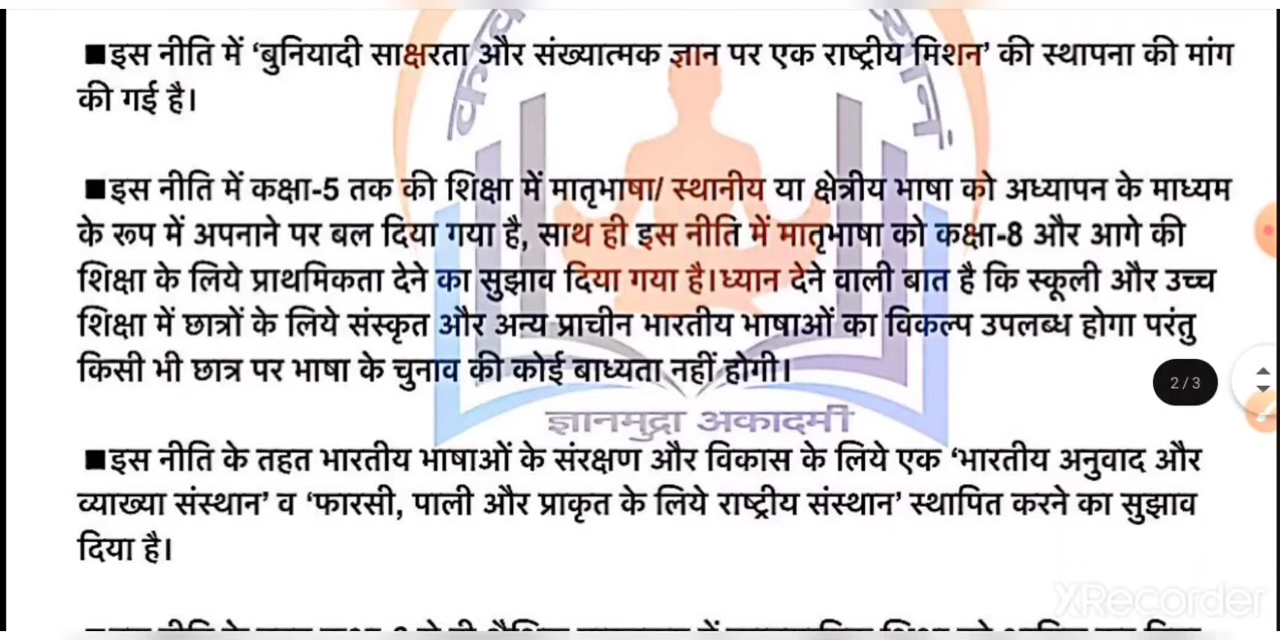 ■इस नीति में ‘बुनियादी साक्षरता और संख्यात्मक ज्ञान पर एक राष्ट्रीय मिशन’ की स्थापना की मांग
की गई है।
■इस नीति में कक्षा-5 तक की शिक्षा में मातृभाषा/ स्थानीय या क्षेत्रीय भाषा को अध्यापन के माध्यम
के रूप में अपनाने पर बल दिया गया है, साथ ही इस नीति में मातृभाषा को कक्षा-8 और आगे की
शिक्षा के लिये प्राथमिकता देने का सुझाव दिया गया है।ध्यान देने वाली बात है कि स्कूली और उच्च
शिक्षा में छात्रों के लिये संस्कृत और अन्य प्राचीन भारतीय भाषाओं का विकल्प उपलब्ध होगा परंतु
किसी भी छात्र पर भाषा के चुनाव की कोई बाध्यता नहीं होगी।
2/3
ज्ञानमुद्रा अकादमी
■इस नीति के तहत भारतीय भाषाओं के संरक्षण और विकास के लिये एक ‘भारतीय अनुवाद और
व्याख्या संस्थान’ व ‘फारसी, पाली और प्राकृत के लिये राष्ट्रीय संस्थान’ स्थापित करने का सुझाव
दिया है।
XRecorder